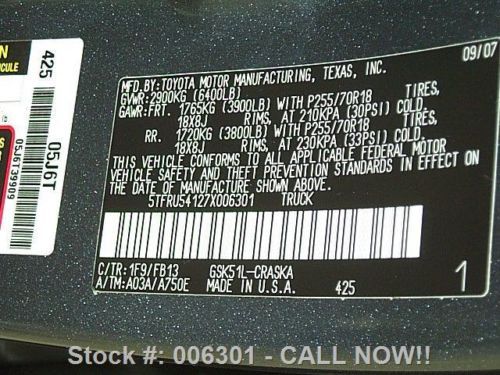 09/07
MFD. BY: TOYOTA MOTOR MANUFACTURING, TEXAS, INC.
GVWR: 2900KG (6400LB)
GAWR: FRT. 1765KG (3900LB) WITH P255/70R18 TIRES,
18X8J RIMS, AT 210KPA (30PSI) COLD.
RR. 1720KG (3800LB) WITH P255/70R18 TIRES,
18X8J RIMS, AT 230KPA (33PSI) COLD.
THIS VEHICLE CONFORMS TO ALL APPLICABLE FEDERAL MOTOR
VEHICLE SAFETY AND THEFT PREVENTION STANDARDS IN EFFECT ON
THE DATE OF MANUFACTURE SHOWN ABOVE.
5TFRU54127X006301 TRUCK
C/TR: 1F9/FB13 GSK51L-CRASKA
A/TM: A03A/A750E MADE IN U.S.A. 425 1
425
05J6T
05J6T39909
Stock #: 006301 - CALL NOW!!